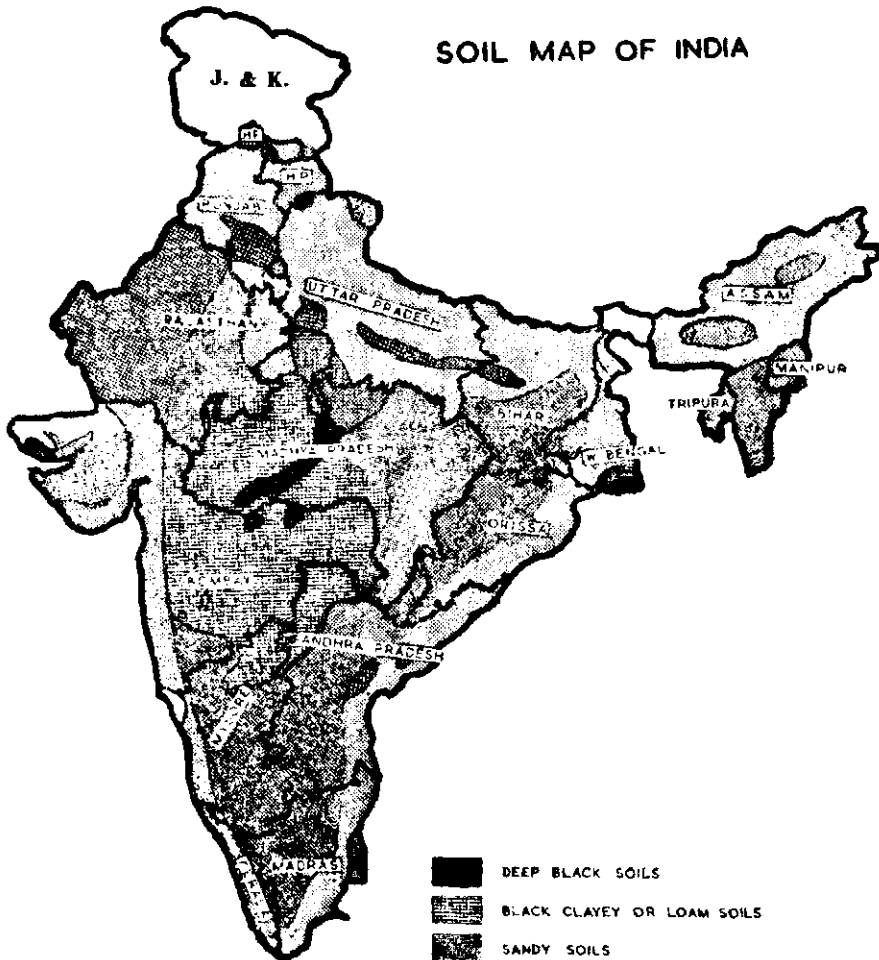 SOIL MAP OF INDIA
J. & K.
HP
H P
PUNJAB
UTTAR PRADESH
RAJASTHAN
ASSAM
MANIPUR
TRIPURA
BIHAR
W. BENGAL
MADHYA PRADESH
ORISSA
BOMBAY
ANDHRA PRADESH
MYSORE
MADRAS
KERALA
DEEP BLACK SOILS
BLACK CLAYEY OR LOAM SOILS
SANDY SOILS